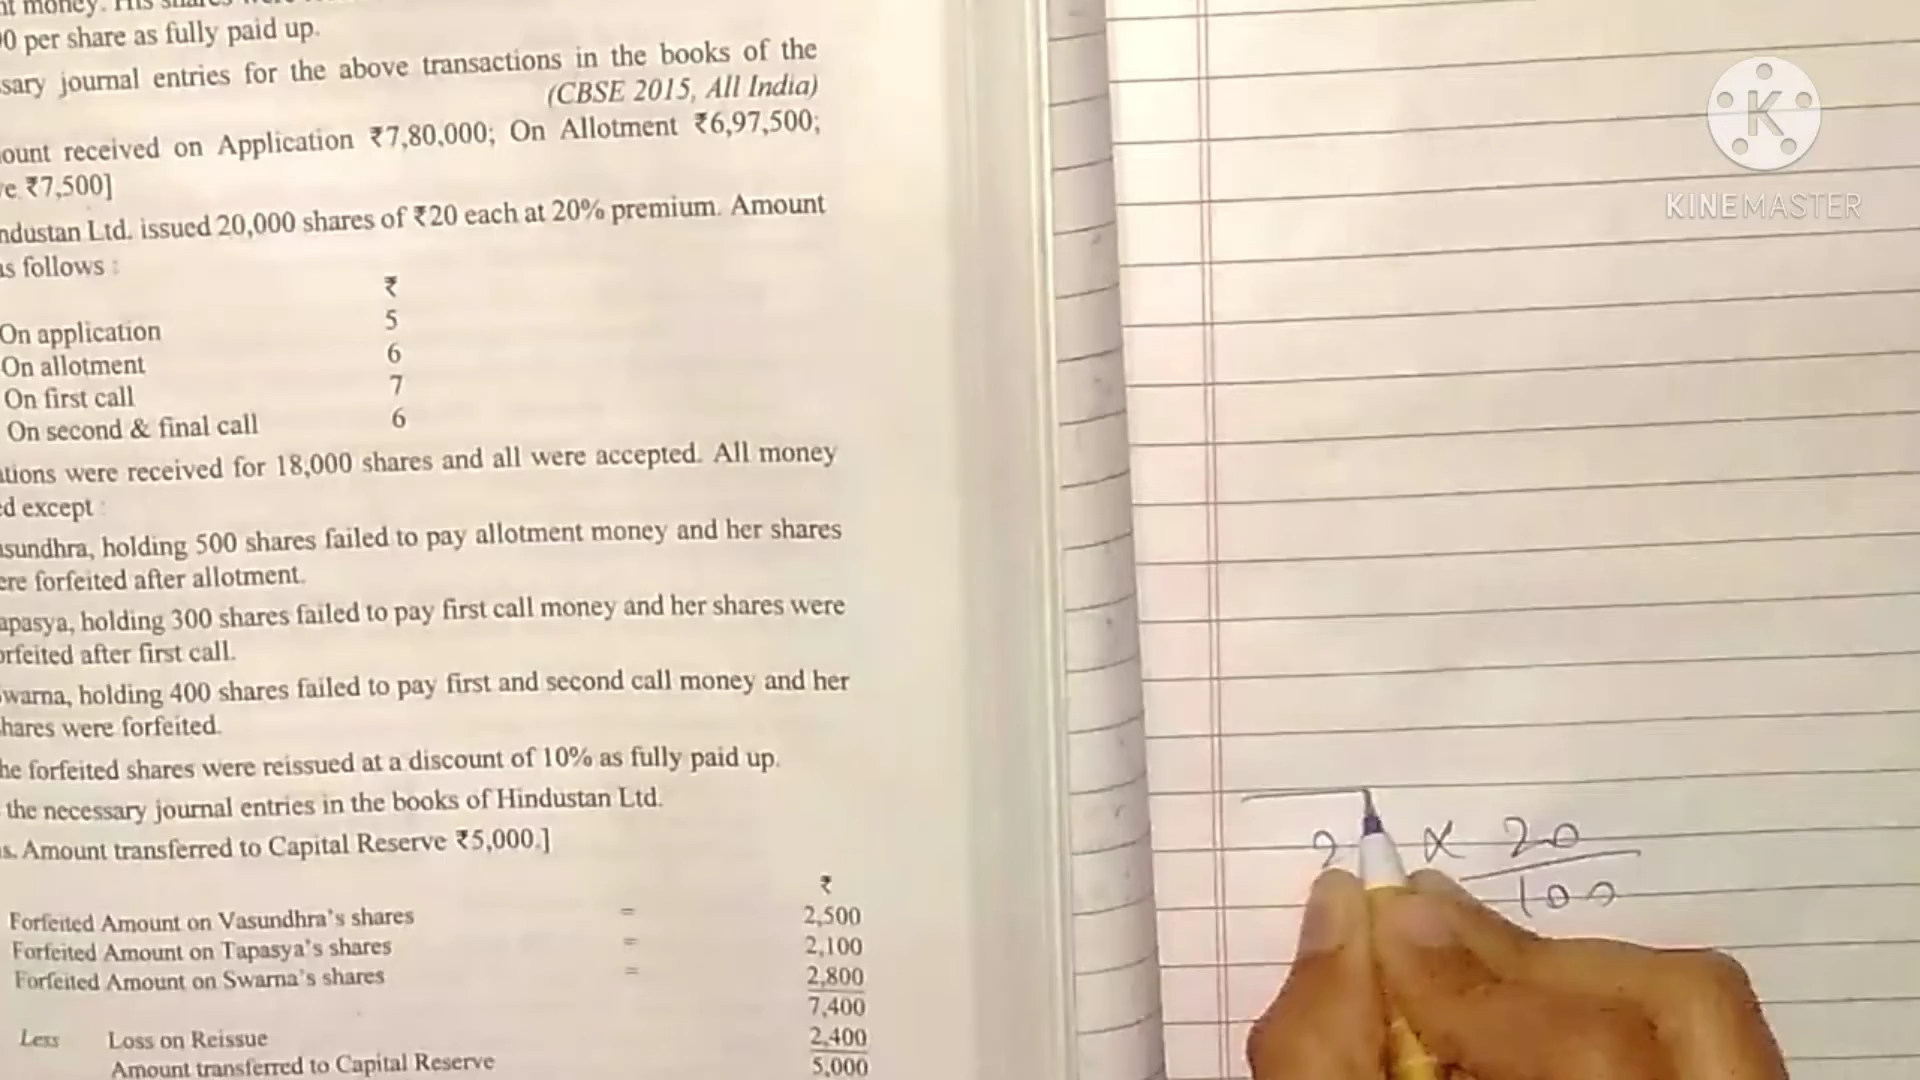 nt money.
00 per share as fully paid up.
sary journal entries for the above transactions in the books of the
(CBSE 2015, All India)
ount received on Application ₹7,80,000; On Allotment ₹6,97,500;
ve ₹7,500]
ndustan Ltd. issued 20,000 shares of ₹20 each at 20% premium. Amount
as follows :
₹
On application 5
On allotment 6
On first call 7
On second & final call 6
ations were received for 18,000 shares and all were accepted. All money
ed except :
asundhra, holding 500 shares failed to pay allotment money and her shares
ere forfeited after allotment.
apasya, holding 300 shares failed to pay first call money and her shares were
orfeited after first call.
warna, holding 400 shares failed to pay first and second call money and her
hares were forfeited.
he forfeited shares were reissued at a discount of 10% as fully paid up.
the necessary journal entries in the books of Hindustan Ltd.
s. Amount transferred to Capital Reserve ₹5,000.]
₹
Forfeited Amount on Vasundhra's shares = 2,500
Forfeited Amount on Tapasya's shares = 2,100
Forfeited Amount on Swarna's shares = 2,800
7,400
Less Loss on Reissue 2,400
Amount transferred to Capital Reserve 5,000
K
KINEMASTER
2 × 20
100